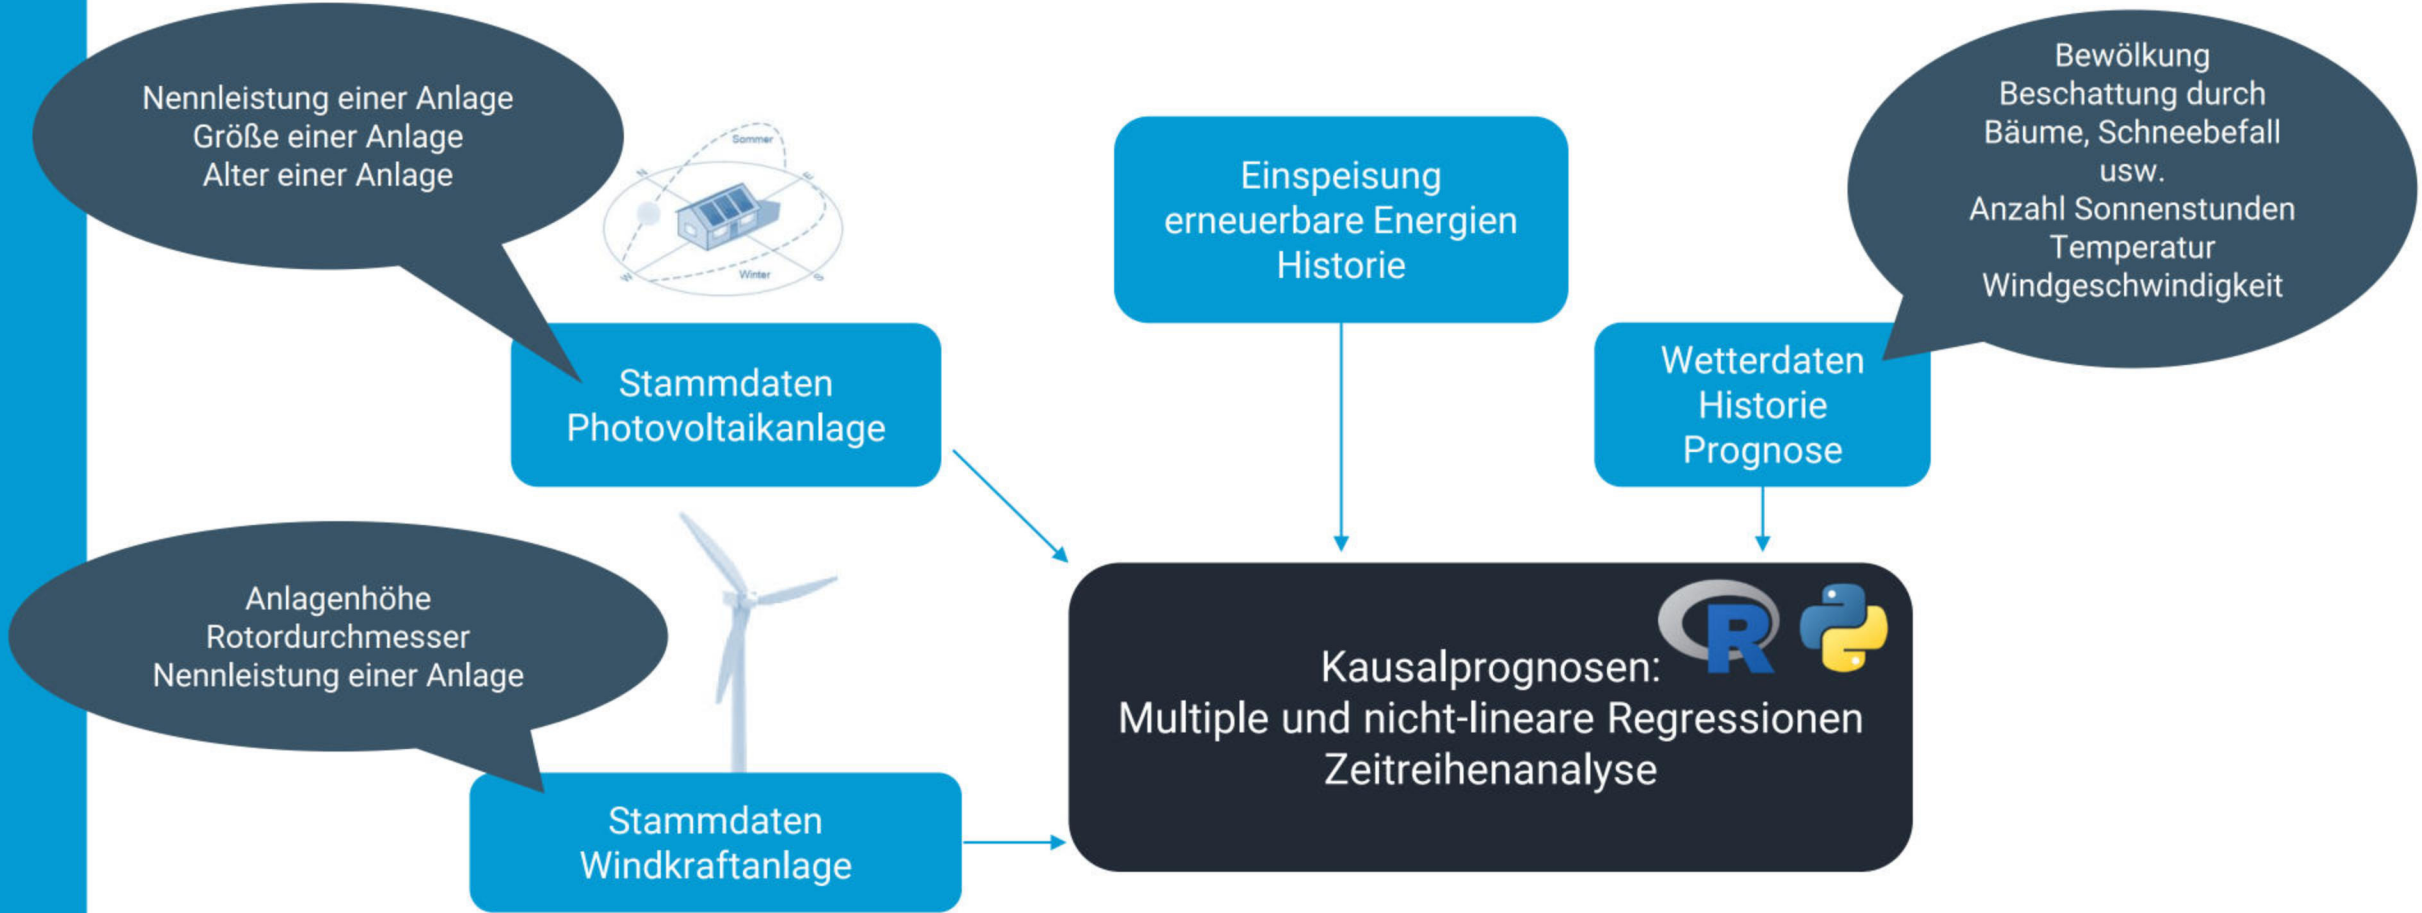 Nennleistung einer Anlage
Größe einer Anlage
Alter einer Anlage
Sommer
N
E
W
Winter
S
Stammdaten
Photovoltaikanlage
Einspeisung
erneuerbare Energien
Historie
Bewölkung
Beschattung durch
Bäume, Schneebefall
usw.
Anzahl Sonnenstunden
Temperatur
Windgeschwindigkeit
Wetterdaten
Historie
Prognose
Anlagenhöhe
Rotordurchmesser
Nennleistung einer Anlage
Stammdaten
Windkraftanlage
R
Kausalprognosen:
Multiple und nicht-lineare Regressionen
Zeitreihenanalyse